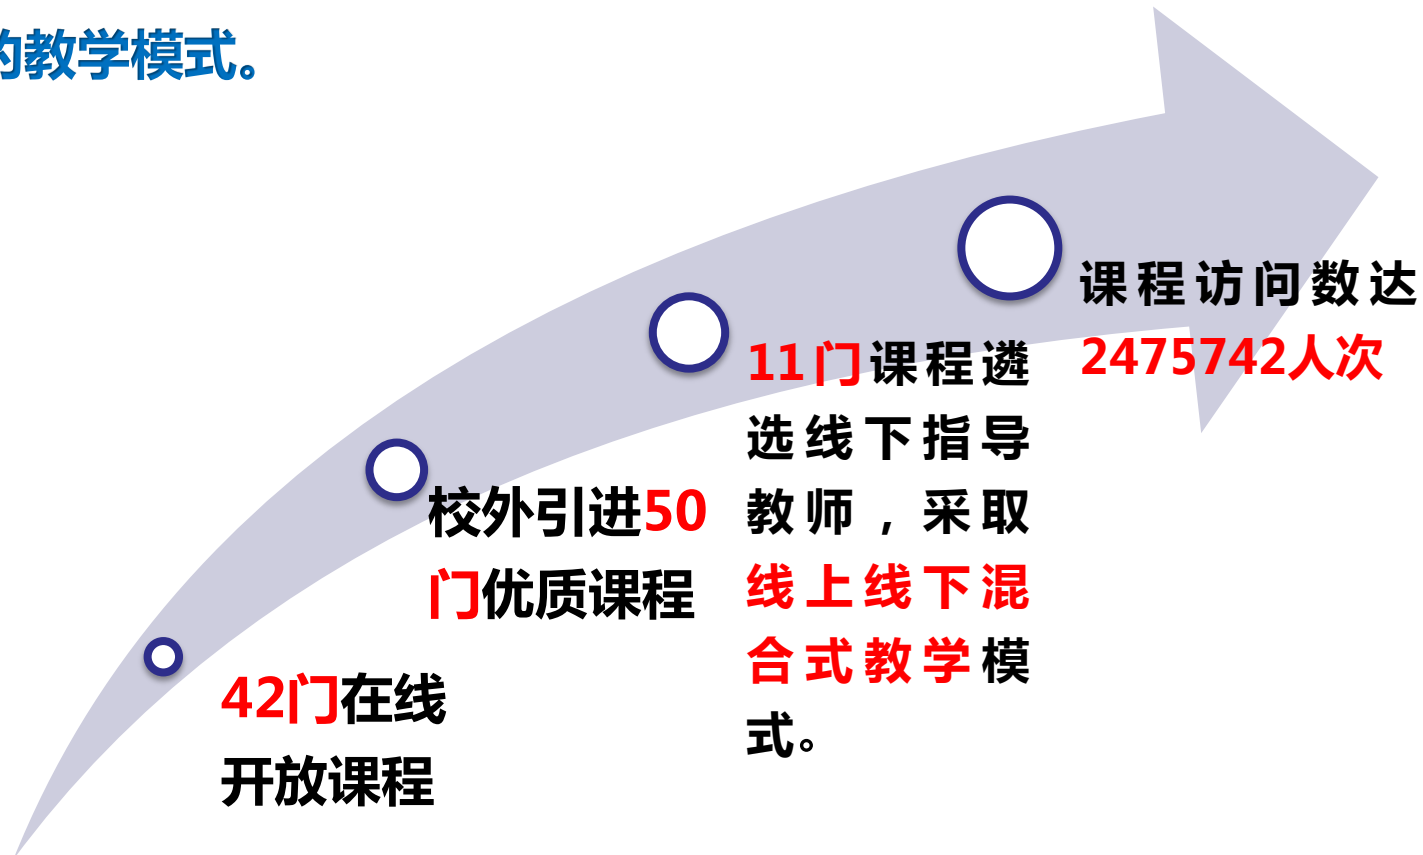 的教学模式。
42门在线
开放课程
校外引进50
门优质课程
11门课程遴
选线下指导
教师，采取
线上线下混
合式教学模
式。
课程访问数达
2475742人次